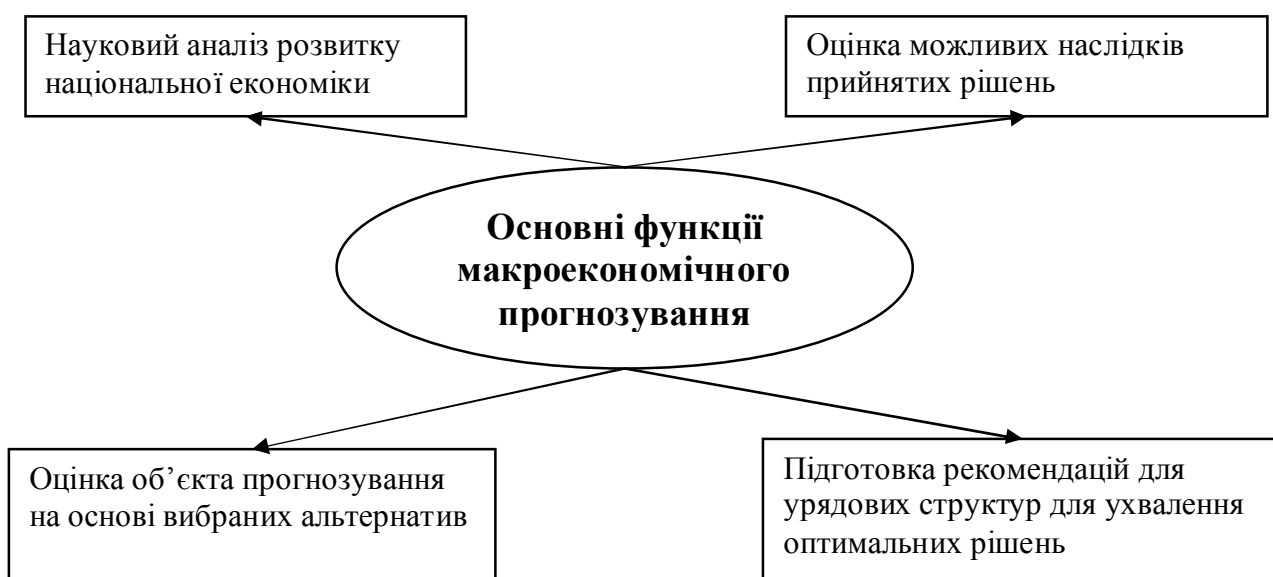 Науковий аналіз розвитку
національної економіки
Оцінка можливих наслідків
прийнятих рішень
Основні функції
макроекономічного
прогнозування
Оцінка об’єкта прогнозування
на основі вибраних альтернатив
Підготовка рекомендацій для
урядових структур для ухвалення
оптимальних рішень